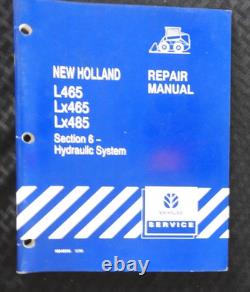 NEW HOLLAND
REPAIR
MANUAL
L465
Lx465
Lx485
Section 6 –
Hydraulic System
NEW HOLLAND
SERVICE